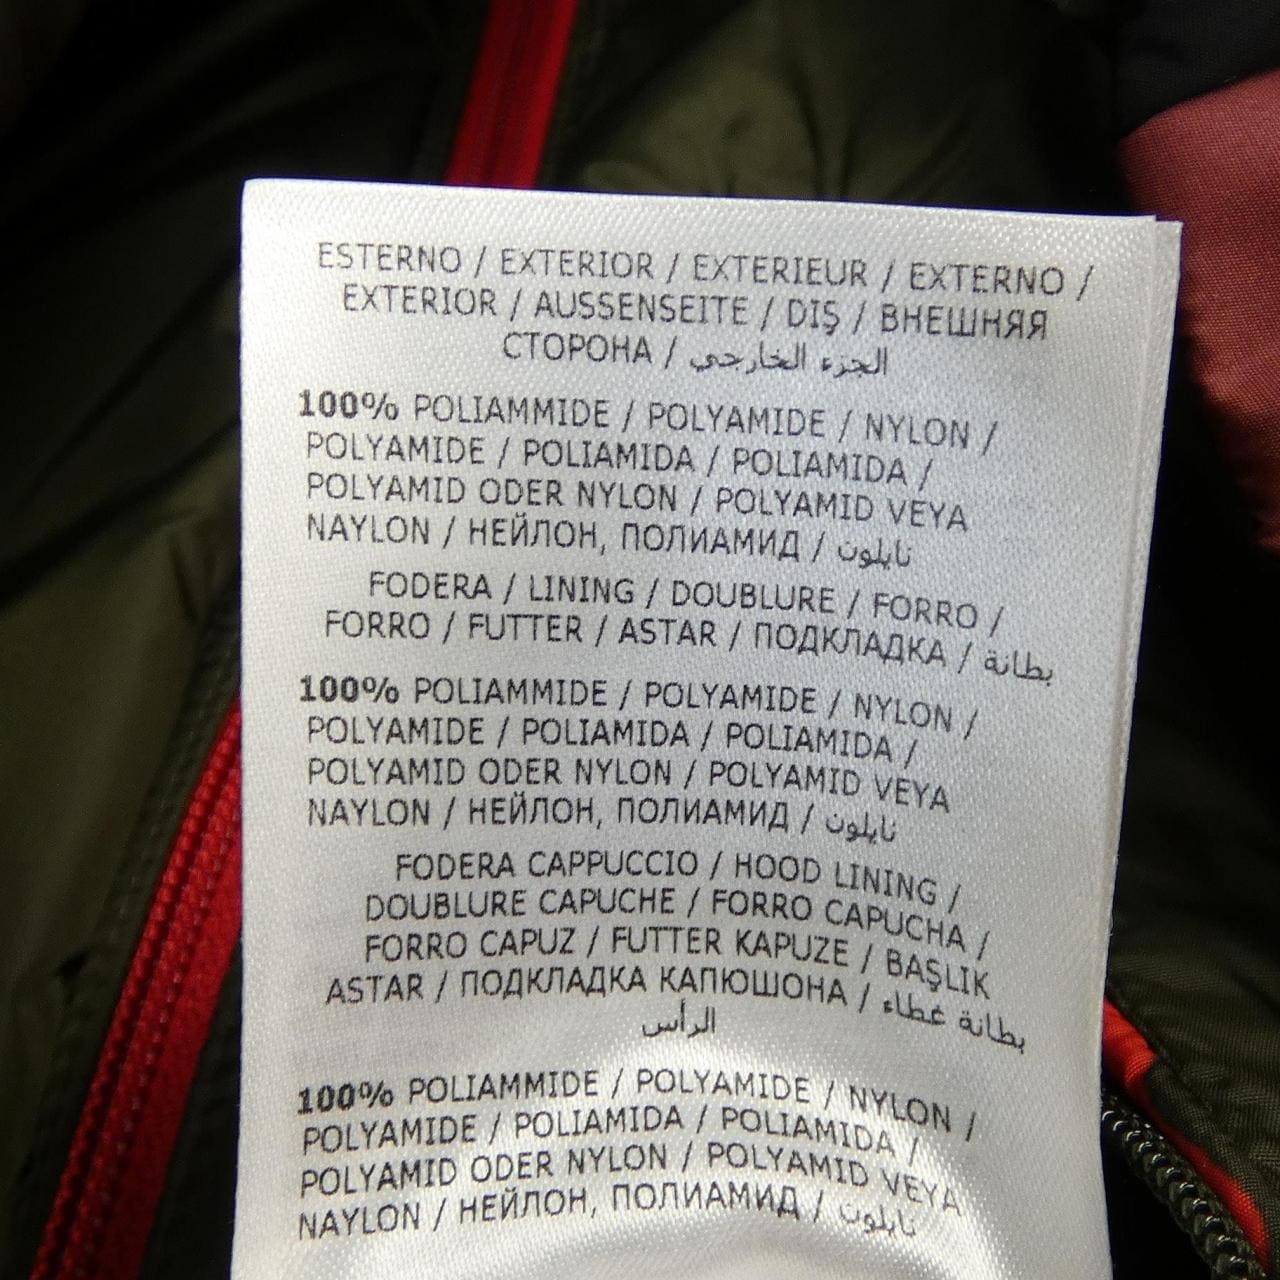 ESTERNO / EXTERIOR / EXTERIEUR / EXTERNO /
EXTERIOR / AUSSENSEITE / DIŞ / ВНЕШНЯЯ
СТОРОНА / الجزء الخارجي
100% POLIAMMIDE / POLYAMIDE / NYLON /
POLYAMIDE / POLIAMIDA / POLIAMIDA /
POLYAMID ODER NYLON / POLYAMID VEYA
NAYLON / НЕЙЛОН, ПОЛИАМИД / نايلون
FODERA / LINING / DOUBLURE / FORRO /
FORRO / FUTTER / ASTAR / ПОДКЛАДКА / بطانة
100% POLIAMMIDE / POLYAMIDE / NYLON /
POLYAMIDE / POLIAMIDA / POLIAMIDA /
POLYAMID ODER NYLON / POLYAMID VEYA
NAYLON / НЕЙЛОН, ПОЛИАМИД / نايلون
FODERA CAPPUCCIO / HOOD LINING /
DOUBLURE CAPUCHE / FORRO CAPUCHA /
FORRO CAPUZ / FUTTER KAPUZE / BAŞLIK
ASTAR / ПОДКЛАДКА КАПЮШОНА / بطانة غطاء
الرأس
100% POLIAMMIDE / POLYAMIDE / NYLON /
POLYAMIDE / POLIAMIDA / POLIAMIDA /
POLYAMID ODER NYLON / POLYAMID VEYA
NAYLON / НЕЙЛОН, ПОЛИАМИД / نايلون